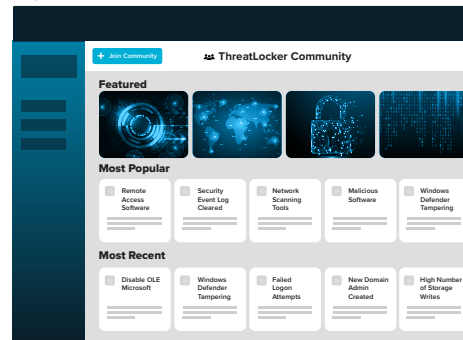 + Join Community
ThreatLocker Community
Featured
Most Popular
Remote
Access
Software
Security
Event Log
Cleared
Network
Scanning
Tools
Malicious
Software
Windows
Defender
Tampering
Most Recent
Disable OLE
Microsoft
Windows
Defender
Tampering
Failed
Logon
Attempts
New Domain
Admin
Created
High Number
of Storage
Writes